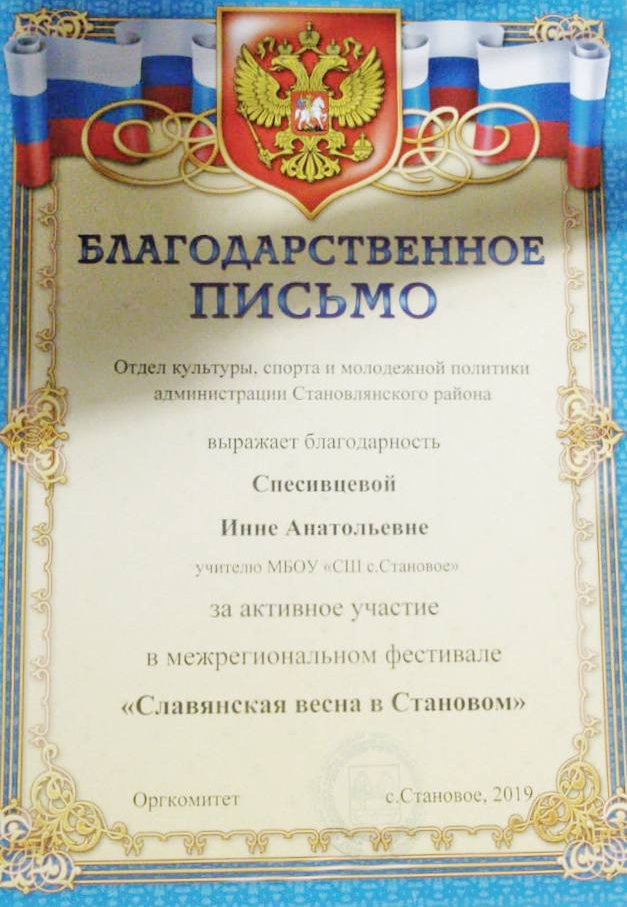 БЛАГОДАРСТВЕННОЕ
ПИСЬМО
Отдел культуры, спорта и молодежной политики
администрации Становлянского района
выражает благодарность
Спесивцевой
Инне Анатольевне
учителю МБОУ «СШ с.Становое»
за активное участие
в межрегиональном фестивале
«Славянская весна в Становом»
Оргкомитет
с.Становое, 2019